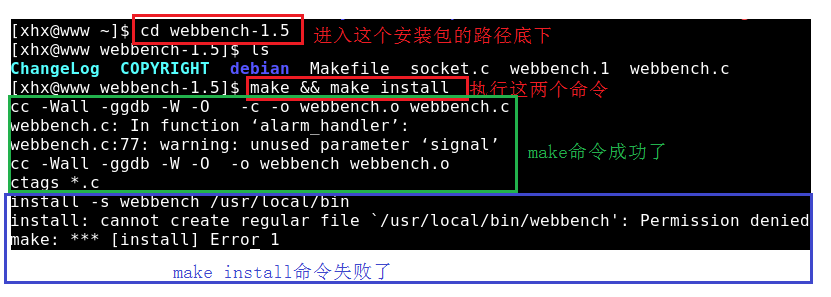 [xhx@www ~]$ cd webbench-1.5 进入这个安装包的路径底下
[xhx@www webbench-1.5]$ ls
ChangeLog COPYRIGHT debian Makefile socket.c webbench.1 webbench.c
[xhx@www webbench-1.5]$ make && make install 执行这两个命令
cc -Wall -ggdb -W -O   -c -o webbench.o webbench.c
webbench.c: In function ‘alarm_handler’:
webbench.c:77: warning: unused parameter ‘signal’
make命令成功了
cc -Wall -ggdb -W -O  -o webbench webbench.o
ctags *.c
install -s webbench /usr/local/bin
install: cannot create regular file `/usr/local/bin/webbench': Permission denied
make: *** [install] Error 1
make install命令失败了